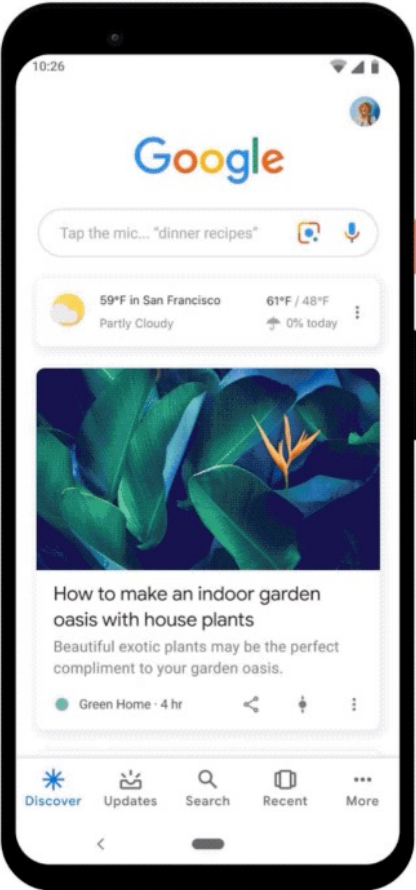 10:26
Google
Tap the mic... "dinner recipes"
59°F in San Francisco
61°F / 48°F
Partly Cloudy
0% today
How to make an indoor garden
oasis with house plants
Beautiful exotic plants may be the perfect
compliment to your garden oasis.
Green Home · 4 hr
Discover
Updates
Search
Recent
More